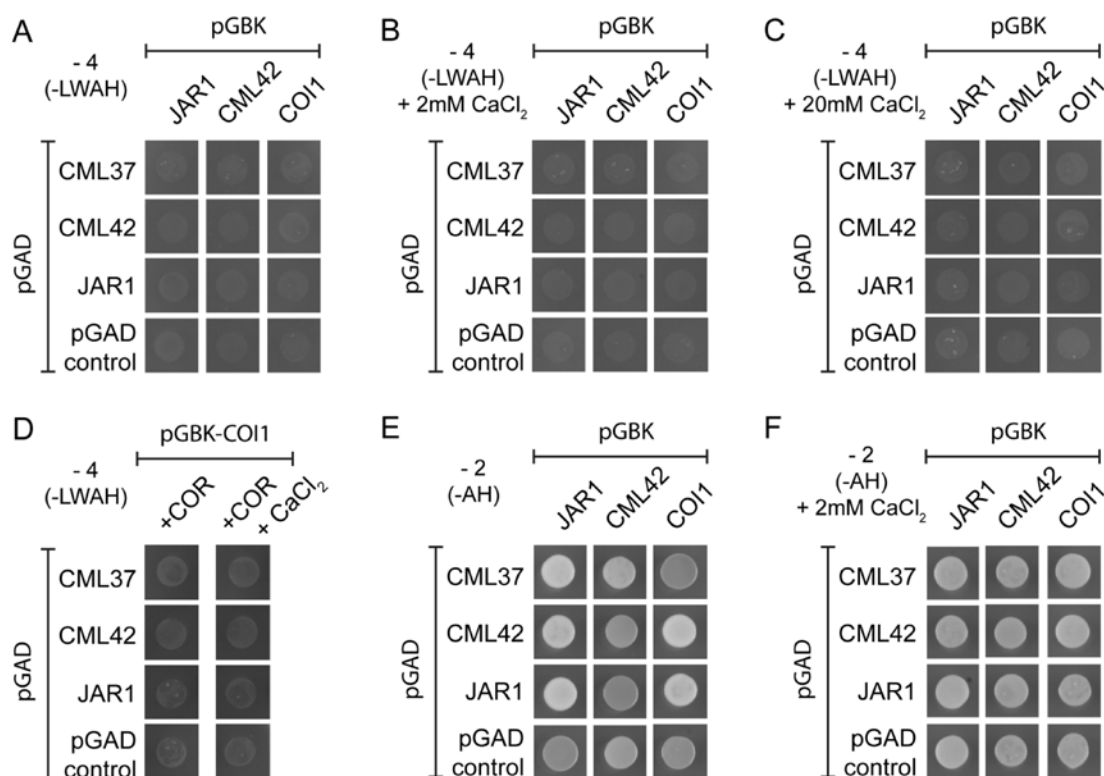 A
pGBK
- 4
(-LWAH)
JAR1
CML42
COI1
pGAD
CML37
CML42
JAR1
pGAD
control
B
pGBK
- 4
(-LWAH)
+ 2mM CaCl₂
JAR1
CML42
COI1
pGAD
CML37
CML42
JAR1
pGAD
control
C
pGBK
- 4
(-LWAH)
+ 20mM CaCl₂
JAR1
CML42
COI1
pGAD
CML37
CML42
JAR1
pGAD
control
D
pGBK-COI1
- 4
(-LWAH)
+COR
+COR
+ CaCl₂
pGAD
CML37
CML42
JAR1
pGAD
control
E
pGBK
- 2
(-AH)
JAR1
CML42
COI1
pGAD
CML37
CML42
JAR1
pGAD
control
F
pGBK
- 2
(-AH)
+ 2mM CaCl₂
JAR1
CML42
COI1
pGAD
CML37
CML42
JAR1
pGAD
control